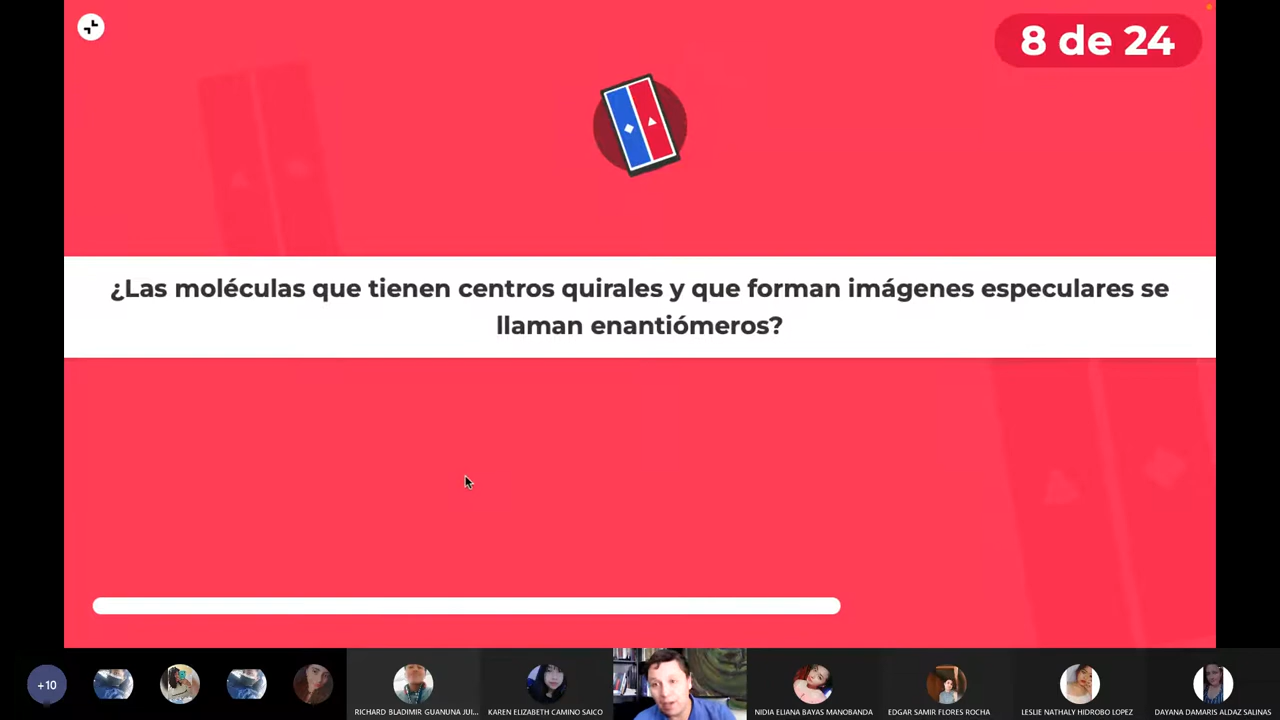 8 de 24
¿Las moléculas que tienen centros quirales y que forman imágenes especulares se
llaman enantiómeros?
+10
RICHARD BLADIMIR GUANUNA JUI...
KAREN ELIZABETH CAMINO SAICO
NIDIA ELIANA BAYAS MANOBANDA
EDGAR SAMIR FLORES ROCHA
LESLIE NATHALY HIDROBO LOPEZ
DAYANA DAMARIS ALDAZ SALINAS